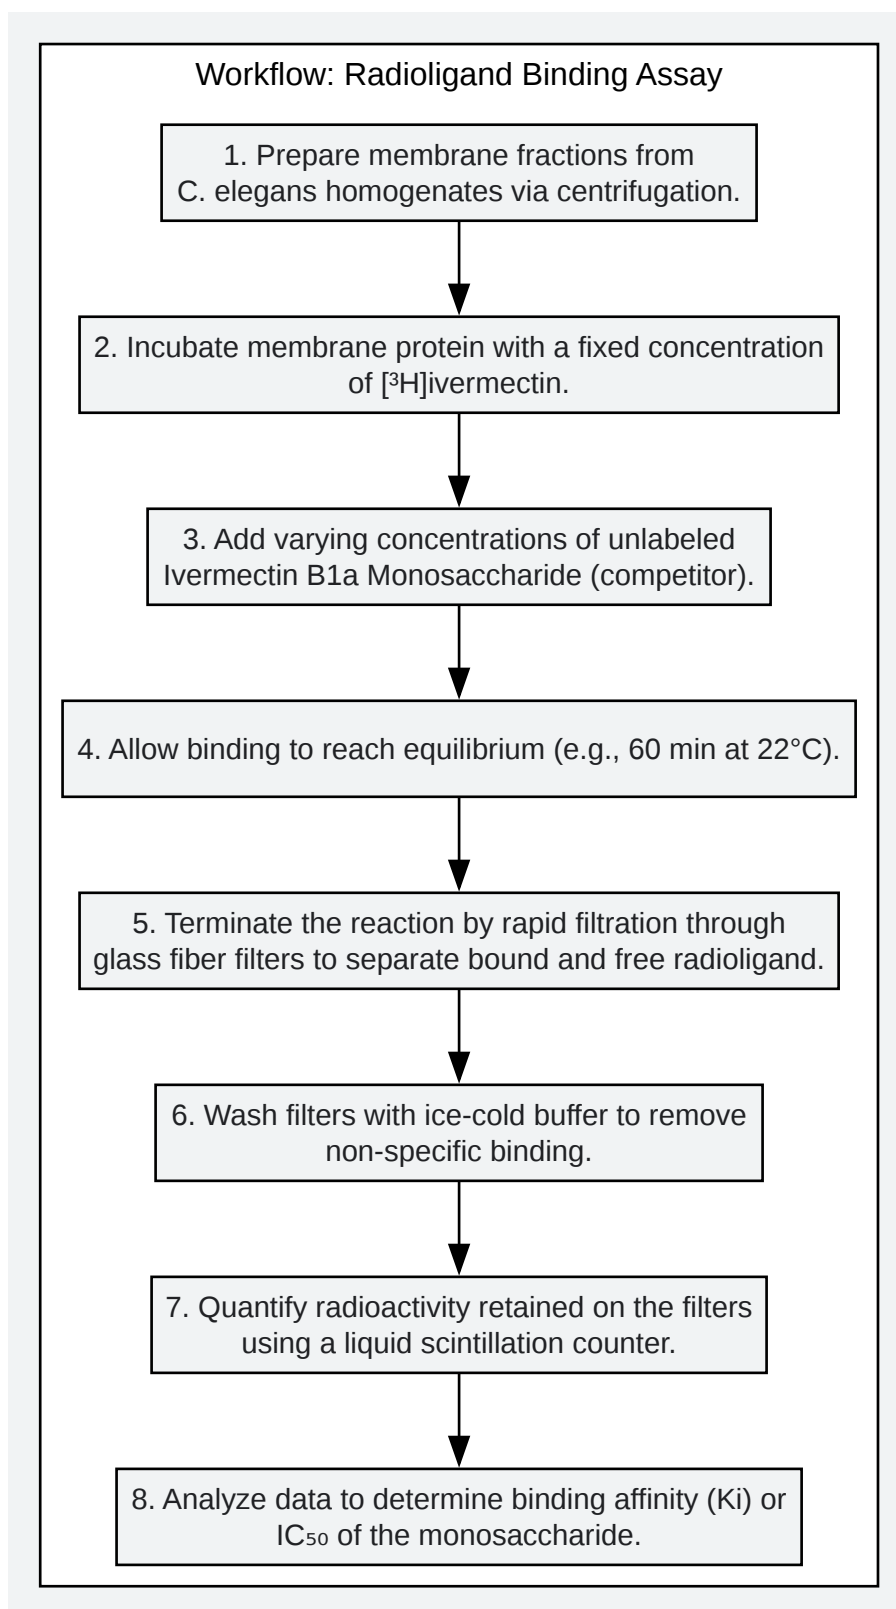 Workflow: Radioligand Binding Assay
1. Prepare membrane fractions from
C. elegans homogenates via centrifugation.
2. Incubate membrane protein with a fixed concentration
of [³H]ivermectin.
3. Add varying concentrations of unlabeled
Ivermectin B1a Monosaccharide (competitor).
4. Allow binding to reach equilibrium (e.g., 60 min at 22°C).
5. Terminate the reaction by rapid filtration through
glass fiber filters to separate bound and free radioligand.
6. Wash filters with ice-cold buffer to remove
non-specific binding.
7. Quantify radioactivity retained on the filters
using a liquid scintillation counter.
8. Analyze data to determine binding affinity (Ki) or
IC₅₀ of the monosaccharide.